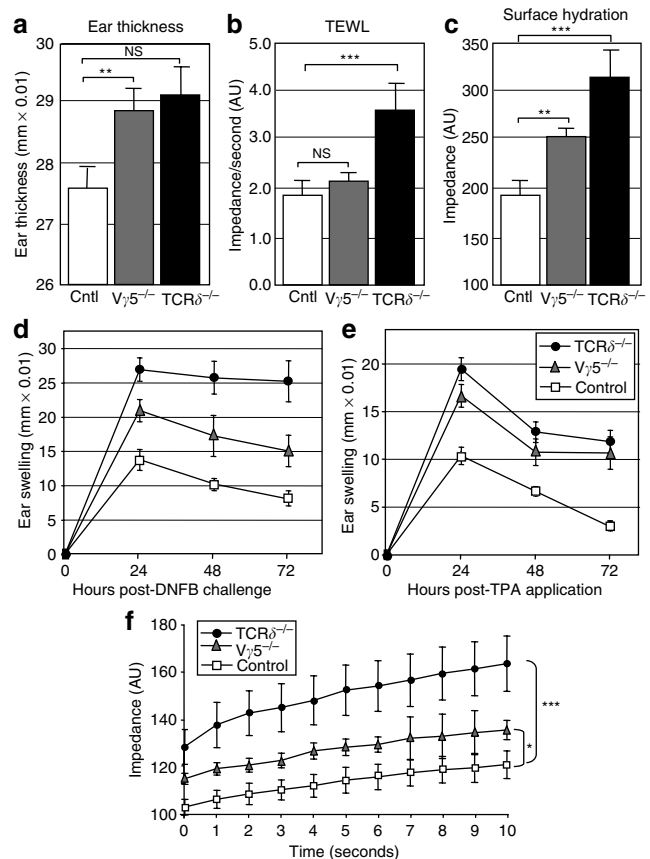 a Ear thickness
Ear thickness (mm × 0.01)
30
29
28
27
26
NS
**
Cntl Vγ5–/– TCRδ–/–
b TEWL
Impedance/second (AU)
5.0
4.0
3.0
2.0
1.0
0.0
***
NS
Cntl Vγ5–/– TCRδ–/–
c Surface hydration
Impedance (AU)
350
300
250
200
100
***
**
Cntl Vγ5–/– TCRδ–/–
d
Ear swelling (mm × 0.01)
35
30
25
20
15
10
5
0
0 24 48 72
Hours post-DNFB challenge
e
Ear swelling (mm × 0.01)
20
15
10
5
0
TCRδ–/–
Vγ5–/–
Control
0 24 48 72
Hours post-TPA application
f
Impedance (AU)
180
160
140
120
100
TCRδ–/–
Vγ5–/–
Control
***
*
0 1 2 3 4 5 6 7 8 9 10
Time (seconds)